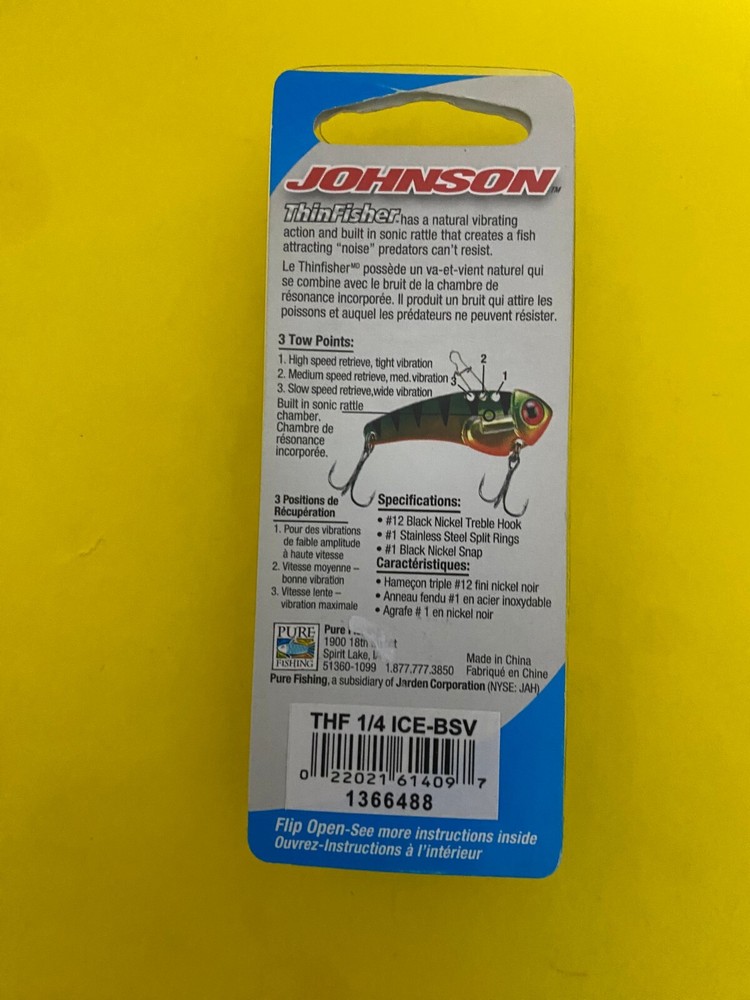 JOHNSON™
ThinFisher has a natural vibrating
action and built in sonic rattle that creates a fish
attracting "noise" predators can't resist.
Le Thinfisherᴹᴰ possède un va-et-vient naturel qui
se combine avec le bruit de la chambre de
résonance incorporée. Il produit un bruit qui attire les
poissons et auquel les prédateurs ne peuvent résister.
3 Tow Points:
1. High speed retrieve, tight vibration
2. Medium speed retrieve, med. vibration
3. Slow speed retrieve,wide vibration
3
2
1
Built in sonic rattle
chamber.
Chambre de
résonance
incorporée.
3 Positions de
Récupération
1. Pour des vibrations
de faible amplitude
à haute vitesse
2. Vitesse moyenne –
bonne vibration
3. Vitesse lente –
vibration maximale
Specifications:
• #12 Black Nickel Treble Hook
• #1 Stainless Steel Split Rings
• #1 Black Nickel Snap
Caractéristiques:
• Hameçon triple #12 fini nickel noir
• Anneau fendu #1 en acier inoxydable
• Agrafe # 1 en nickel noir
PURE
FISHING
Pure
1900 18th
Spirit Lake,
51360-1099 1.877.777.3850
Made in China
Fabriqué en Chine
Pure Fishing, a subsidiary of Jarden Corporation (NYSE: JAH)
THF 1/4 ICE-BSV
0 22021 61409 7
1366488
Flip Open-See more instructions inside
Ouvrez-Instructions à l'intérieur